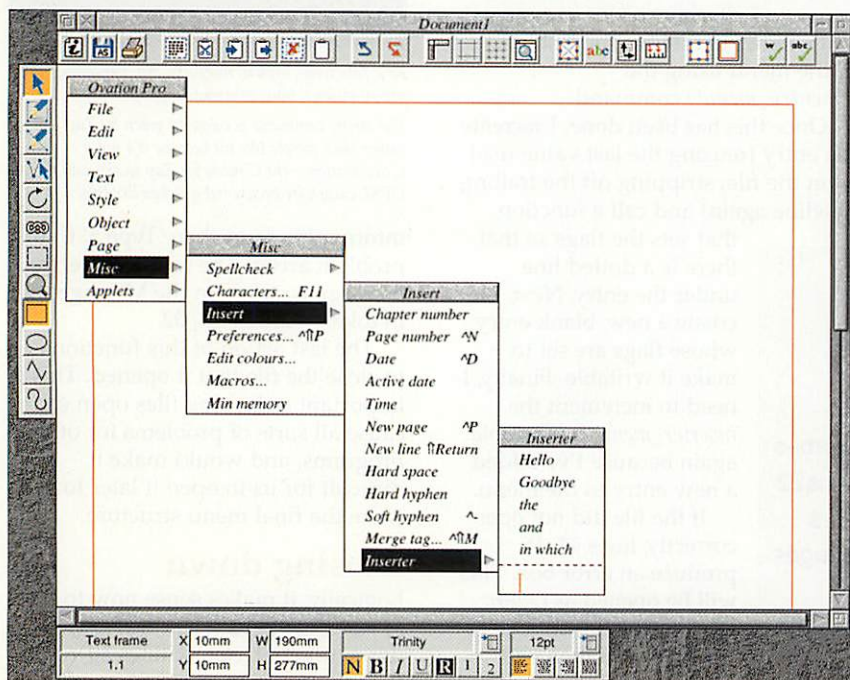 Document1
abc
w
abc
Ovation Pro
File
Edit
View
Text
Style
Object
Page
Misc
Applets
Misc
Spellcheck
Characters... F11
Insert
Preferences... ^⇧P
Edit colours...
Macros...
Min memory
Insert
Chapter number
Page number ^N
Date ^D
Active date
Time
New page ^P
New line ⇧Return
Hard space
Hard hyphen
Soft hyphen ^-
Merge tag... ^⇧M
Inserter
Inserter
Hello
Goodbye
the
and
in which
Text frame X 10mm W 190mm Trinity 12pt
1.1 Y 10mm H 277mm N B I U R 1 2